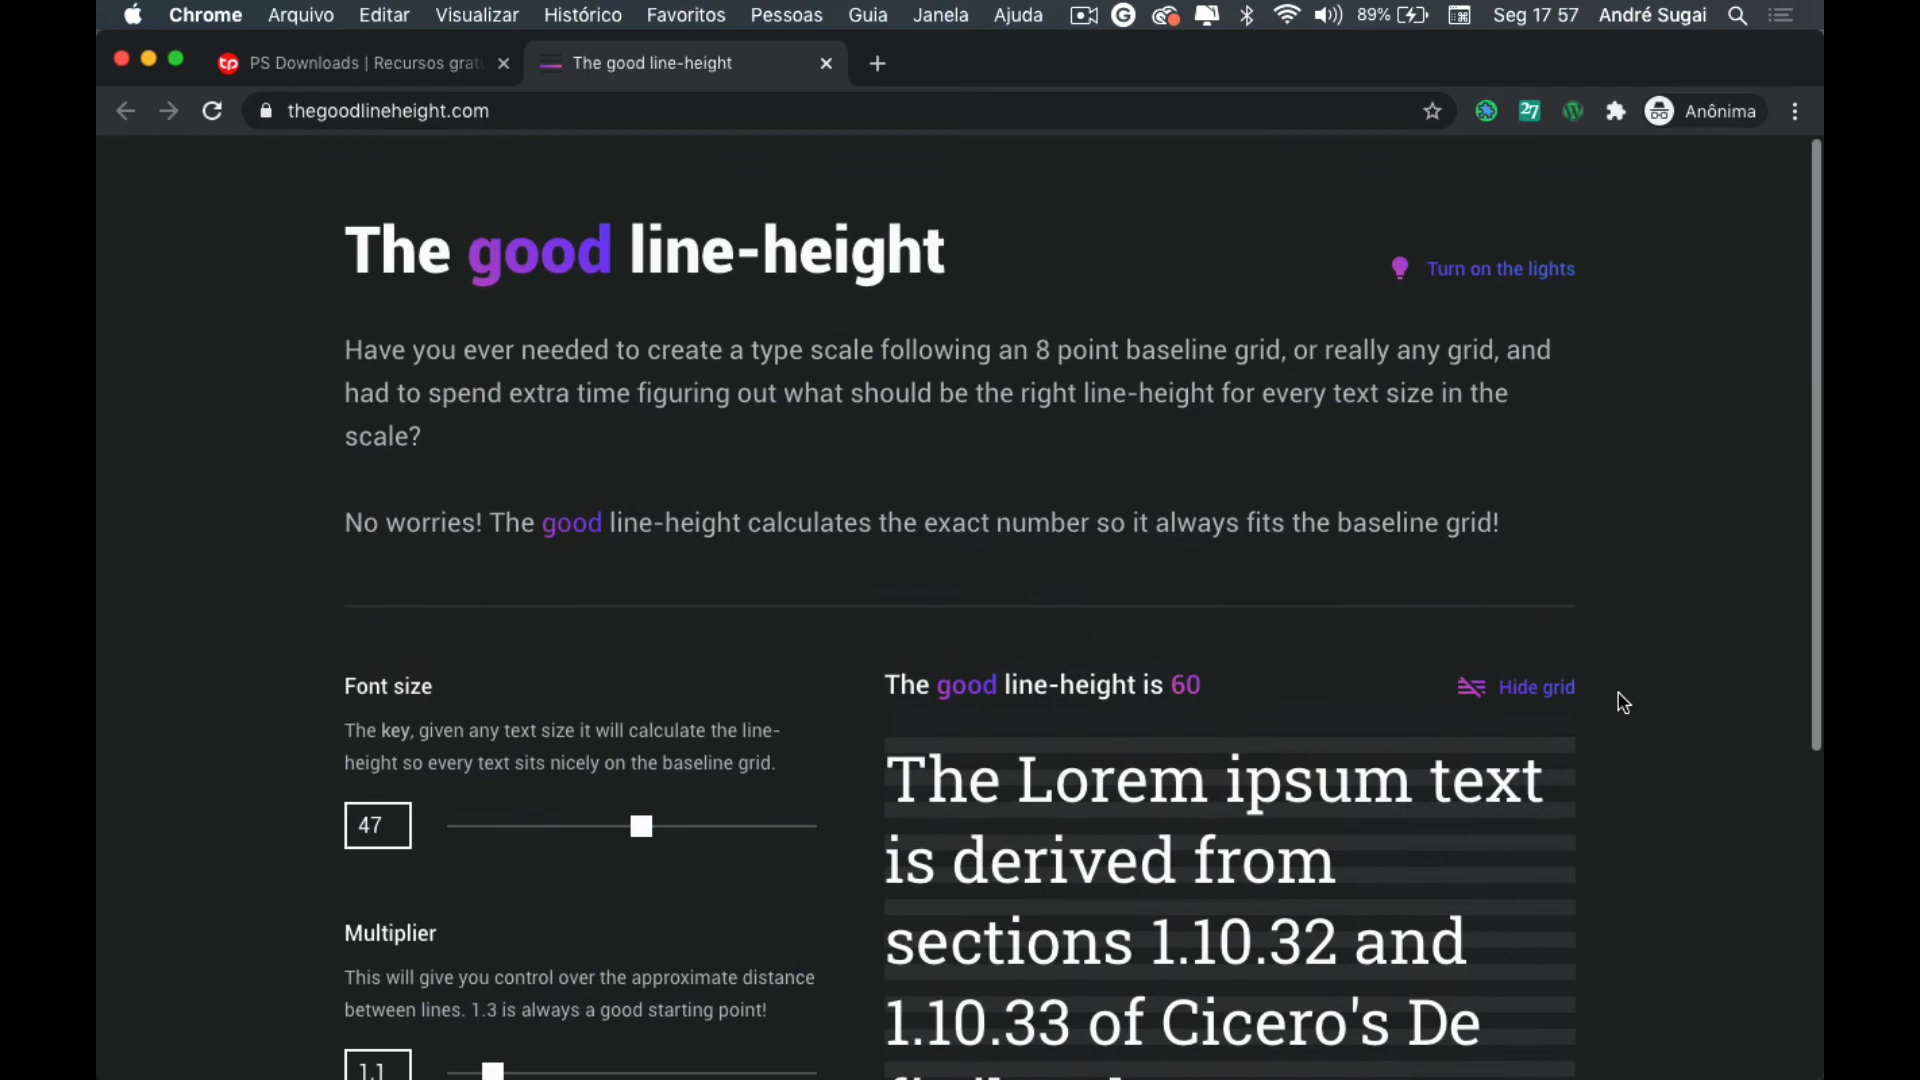 Chrome Arquivo Editar Visualizar Histórico Favoritos Pessoas Guia Janela Ajuda 89% Seg 17 57 André Sugai
PS Downloads | Recursos grat
The good line-height
thegoodlineheight.com
27
Anônima
The good line-height
Turn on the lights
Have you ever needed to create a type scale following an 8 point baseline grid, or really any grid, and
had to spend extra time figuring out what should be the right line-height for every text size in the
scale?
No worries! The good line-height calculates the exact number so it always fits the baseline grid!
Font size
The key, given any text size it will calculate the line-
height so every text sits nicely on the baseline grid.
47
Multiplier
This will give you control over the approximate distance
between lines. 1.3 is always a good starting point!
1.1
The good line-height is 60
Hide grid
The Lorem ipsum text
is derived from
sections 1.10.32 and
1.10.33 of Cicero's De